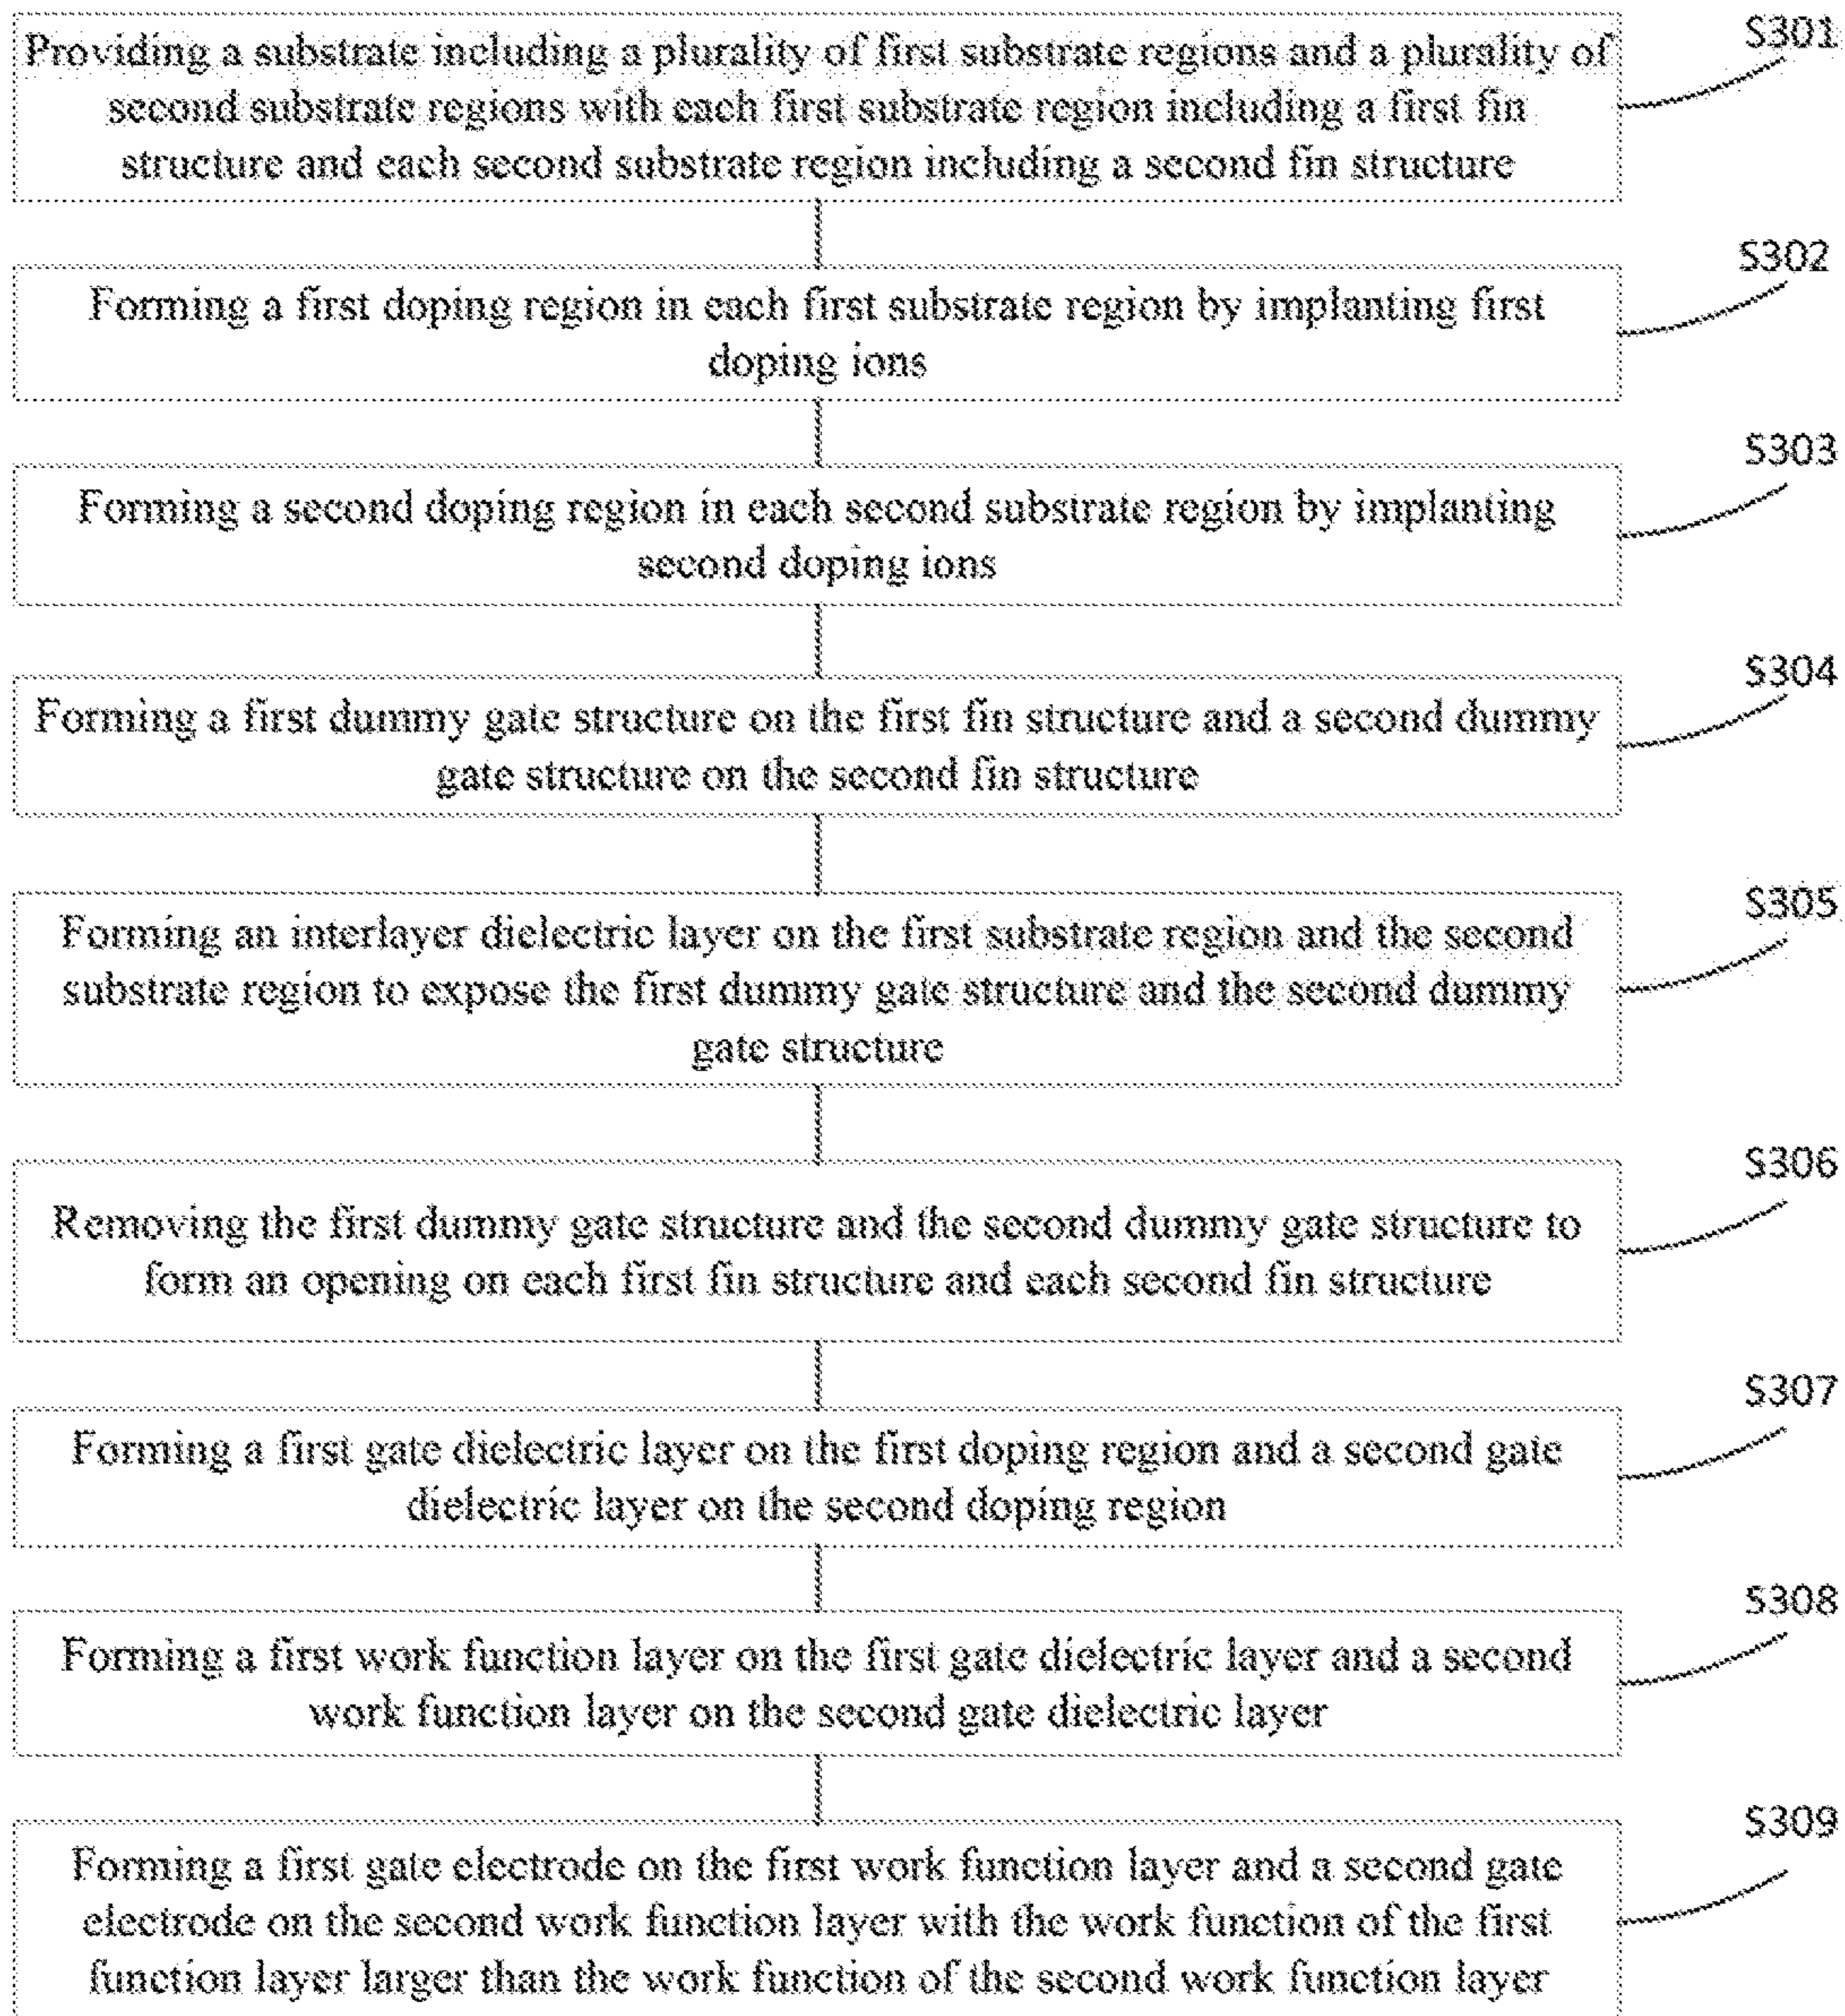 S301
Providing a substrate including a plurality of first substrate regions and a plurality of
second substrate regions with each first substrate region including a first fin
structure and each second substrate region including a second fin structure
S302
Forming a first doping region in each first substrate region by implanting first
doping ions
S303
Forming a second doping region in each second substrate region by implanting
second doping ions
S304
Forming a first dummy gate structure on the first fin structure and a second dummy
gate structure on the second fin structure
S305
Forming an interlayer dielectric layer on the first substrate region and the second
substrate region to expose the first dummy gate structure and the second dummy
gate structure
S306
Removing the first dummy gate structure and the second dummy gate structure to
form an opening on each first fin structure and each second fin structure
S307
Forming a first gate dielectric layer on the first doping region and a second gate
dielectric layer on the second doping region
S308
Forming a first work function layer on the first gate dielectric layer and a second
work function layer on the second gate dielectric layer
S309
Forming a first gate electrode on the first work function layer and a second gate
electrode on the second work function layer with the work function of the first
function layer larger than the work function of the second work function layer